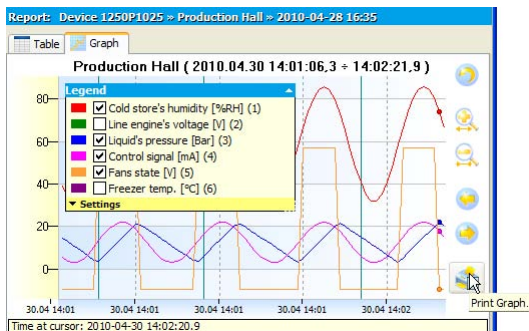 Report: Device 1250P1025 » Production Hall » 2010-04-28 16:35
Table Graph
Production Hall ( 2010.04.30 14:01:06,3 ÷ 14:02:21,9 )
Legend
80
Cold store's humidity [%RH] (1)
Line engine's voltage [V] (2)
60
Liquid's pressure [Bar] (3)
Control signal [mA] (4)
40
Fans state [V] (5)
Freezer temp. [°C] (6)
Settings
20
0
Print Graph.
30.04 14:01 30.04 14:01 30.04 14:01 30.04 14:01 30.04 14:02
Time at cursor: 2010-04-30 14:02:20.9